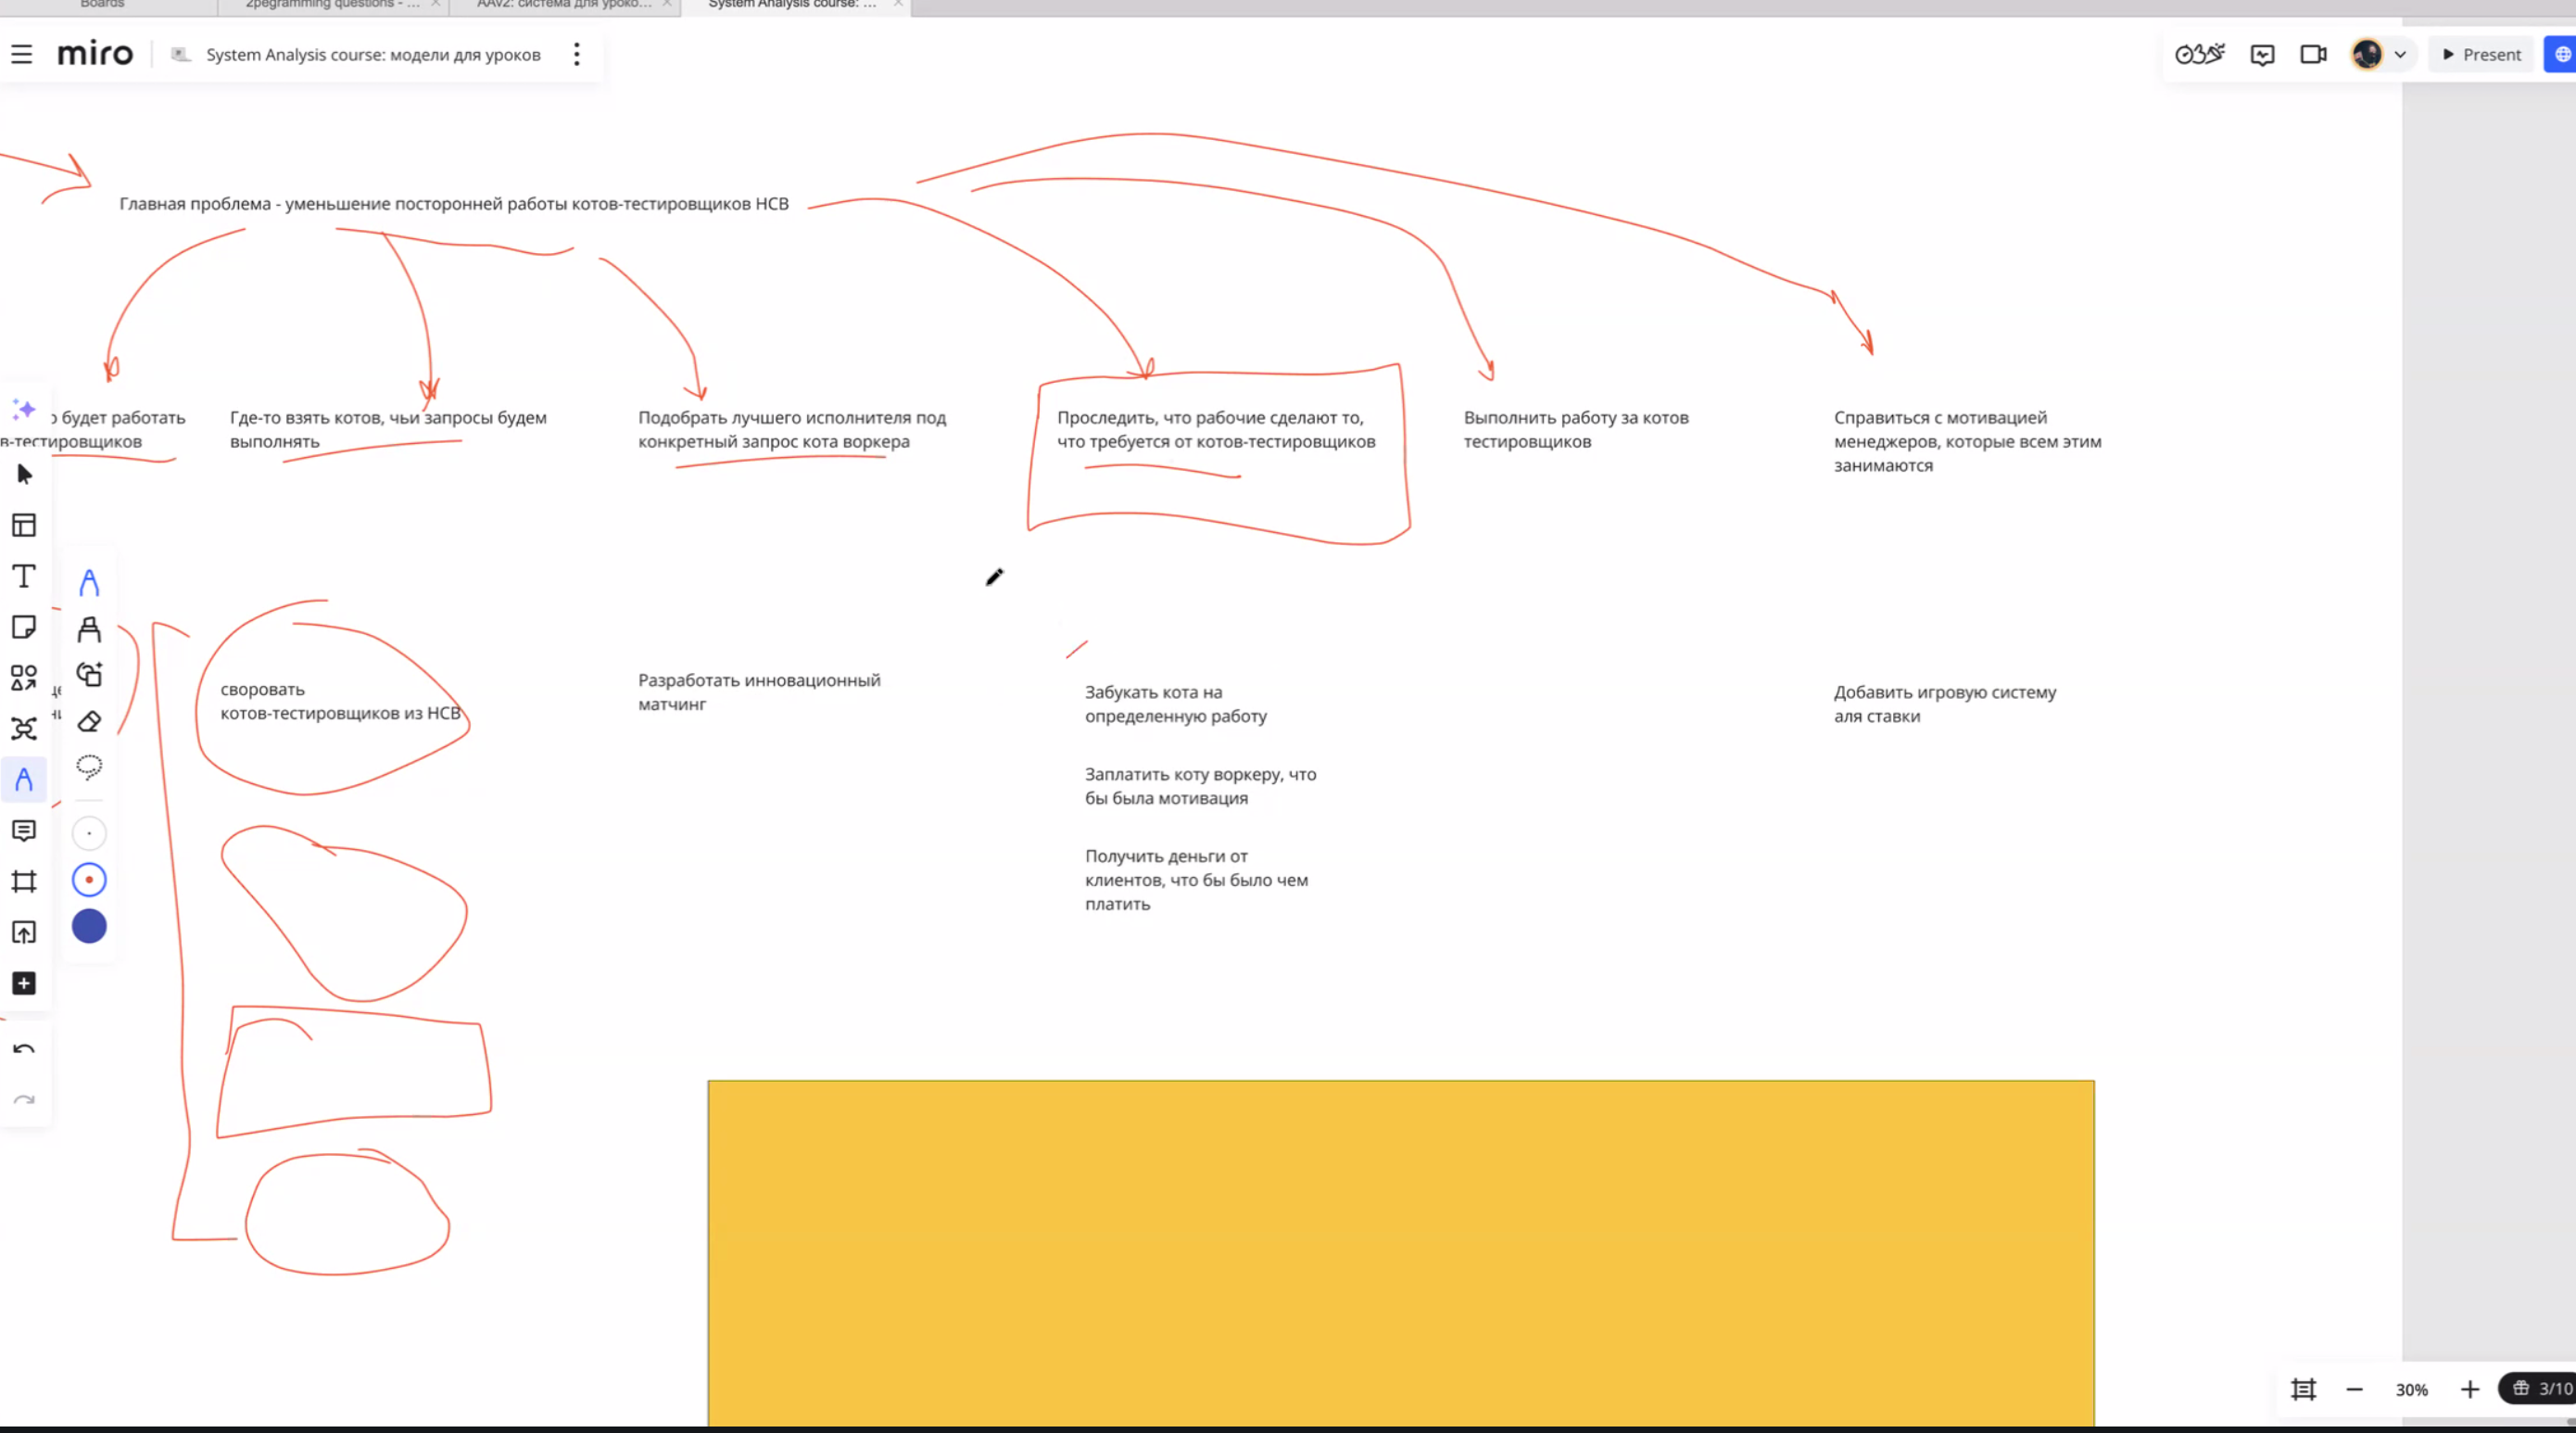 Boards
2pegramming questions - ...
AAv2: система для уроко...
System Analysis course: ...
miro
System Analysis course: модели для уроков
Present
Главная проблема - уменьшение посторонней работы котов-тестировщиков НСВ
о будет работать
в-тестировщиков
Где-то взять котов, чьи запросы будем
выполнять
Подобрать лучшего исполнителя под
конкретный запрос кота воркера
Проследить, что рабочие сделают то,
что требуется от котов-тестировщиков
Выполнить работу за котов
тестировщиков
Справиться с мотивацией
менеджеров, которые всем этим
занимаются
своровать
котов-тестировщиков из НСВ
Разработать инновационный
матчинг
Забукать кота на
определенную работу
Заплатить коту воркеру, что
бы была мотивация
Получить деньги от
клиентов, что бы было чем
платить
Добавить игровую систему
аля ставки
30%
3/10